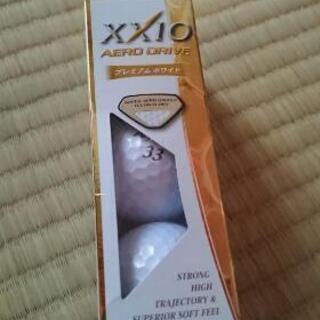 XXIO
AERO DRIVE
プレミアム ホワイト
33
STRONG
HIGH
TRAJECTORY &
SUPERIOR SOFT FEEL